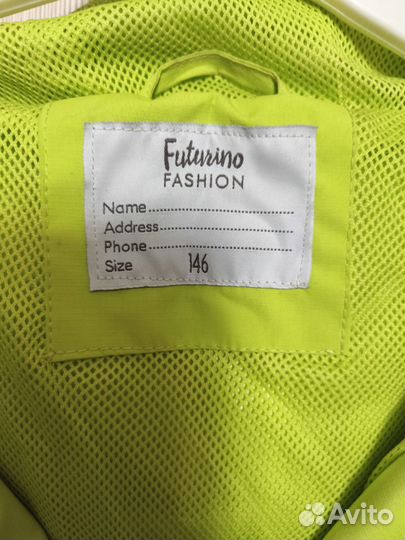 Futurino
FASHION
Name
Address
Phone
Size 146
Avito